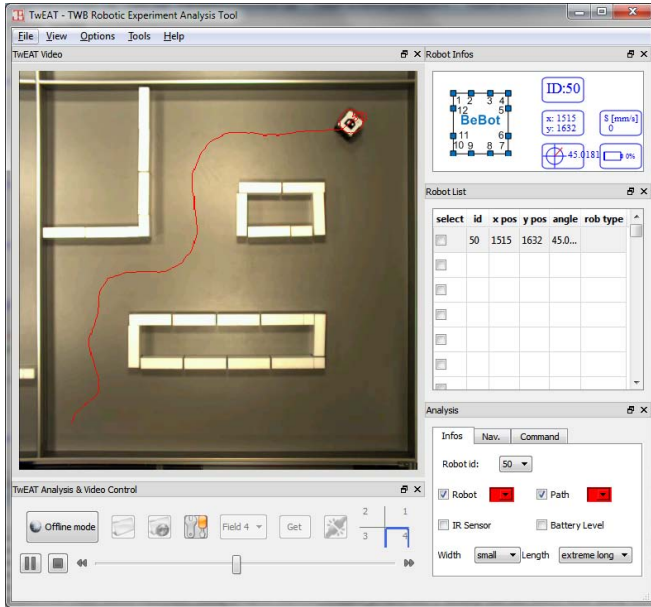 TwEAT - TWB Robotic Experiment Analysis Tool
File View Options Tools Help
TwEAT Video
Robot Infos
1 2 3 4
12 5
BeBot
11 6
10 9 8 7
ID:50
x: 1515
y: 1632
S [mm/s]
0
45.0181
0%
Robot List
select id x pos y pos angle rob type
50 1515 1632 45.0...
Analysis
Infos Nav. Command
Robot id: 50
Robot Path
IR Sensor Battery Level
Width small Length extreme long
TwEAT Analysis & Video Control
Offline mode Field 4 Get
2 1
3 4